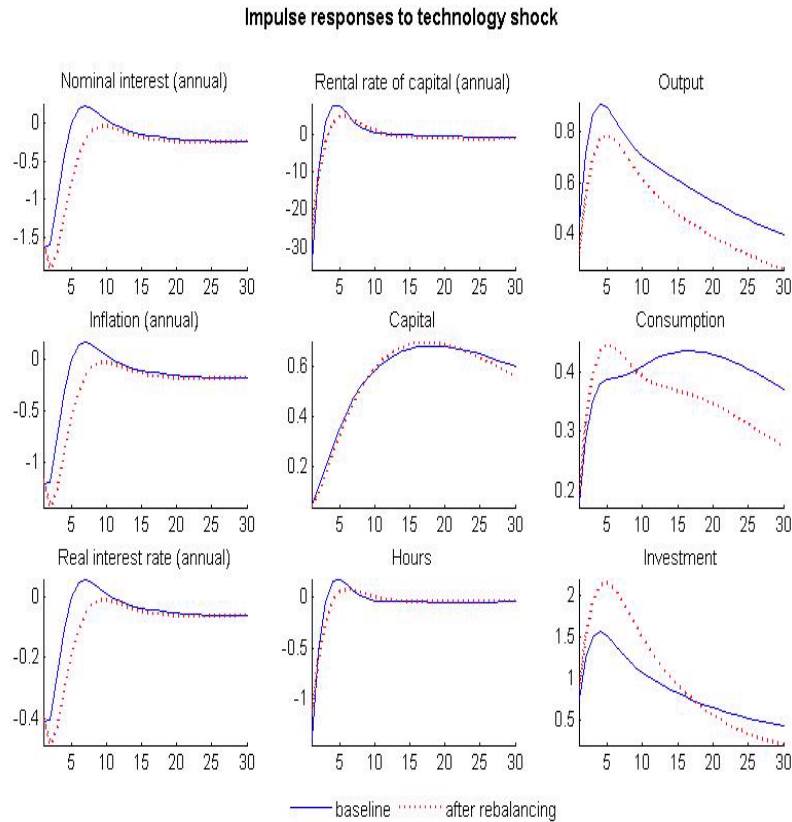 Impulse responses to technology shock
Nominal interest (annual)
0
-0.5
-1
-1.5
5 10 15 20 25 30
Rental rate of capital (annual)
0
-10
-20
-30
5 10 15 20 25 30
Output
0.8
0.6
0.4
5 10 15 20 25 30
Inflation (annual)
0
-0.5
-1
5 10 15 20 25 30
Capital
0.6
0.4
0.2
5 10 15 20 25 30
Consumption
0.4
0.3
0.2
5 10 15 20 25 30
Real interest rate (annual)
0
-0.2
-0.4
5 10 15 20 25 30
Hours
0
-0.5
-1
5 10 15 20 25 30
Investment
2
1.5
1
0.5
5 10 15 20 25 30
baseline after rebalancing